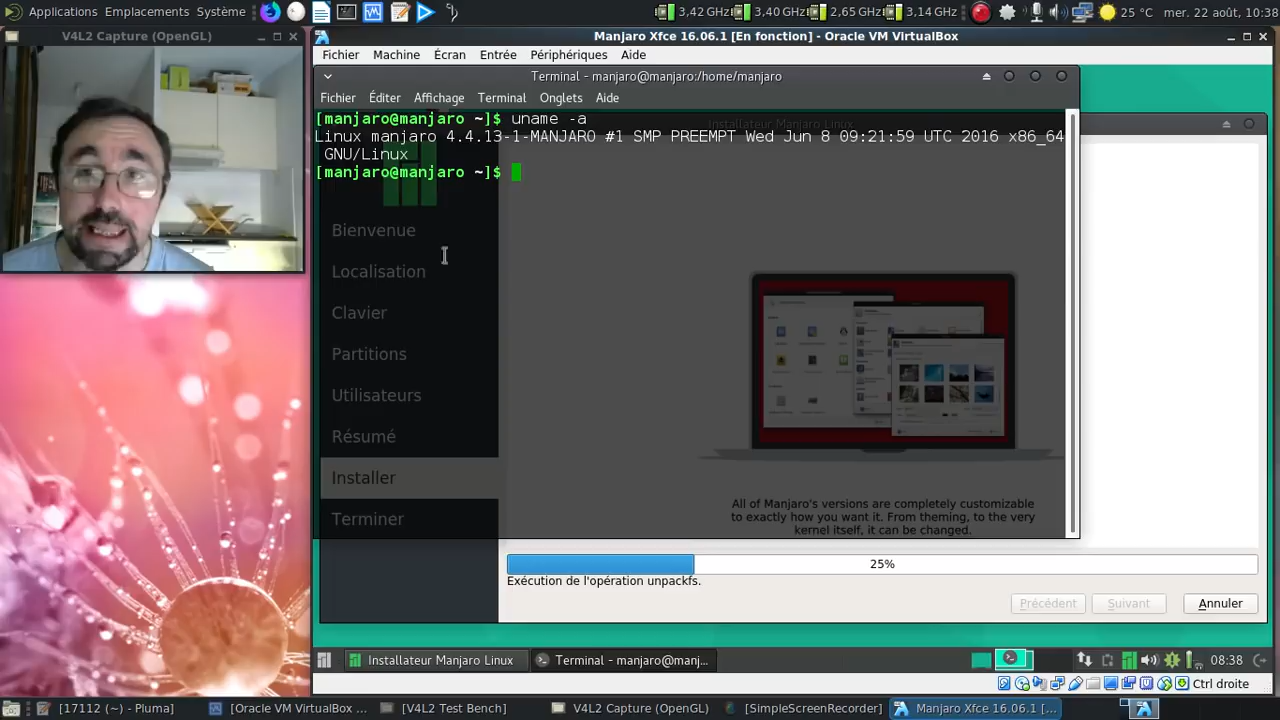 Applications Emplacements Système
3,42 GHz 3,40 GHz 2,65 GHz 3,14 GHz 25 °C mer. 22 août, 10:38
V4L2 Capture (OpenGL)
Manjaro Xfce 16.06.1 [En fonction] - Oracle VM VirtualBox
Fichier Machine Écran Entrée Périphériques Aide
Terminal - manjaro@manjaro:/home/manjaro
Fichier Éditer Affichage Terminal Onglets Aide
Installateur Manjaro Linux
[manjaro@manjaro ~]$ uname -a
Linux manjaro 4.4.13-1-MANJARO #1 SMP PREEMPT Wed Jun 8 09:21:59 UTC 2016 x86_64
GNU/Linux
[manjaro@manjaro ~]$
Bienvenue
Localisation
Clavier
Partitions
Utilisateurs
Résumé
Installer
Terminer
All of Manjaro's versions are completely customizable
to exactly how you want it. From theming, to the very
kernel itself, it can be changed.
25%
Exécution de l'opération unpackfs.
Précédent Suivant Annuler
Installateur Manjaro Linux Terminal - manjaro@manj... 08:38
Ctrl droite
[17112 (~) - Pluma] [Oracle VM VirtualBox ... [V4L2 Test Bench] V4L2 Capture (OpenGL) [SimpleScreenRecorder] Manjaro Xfce 16.06.1 [...